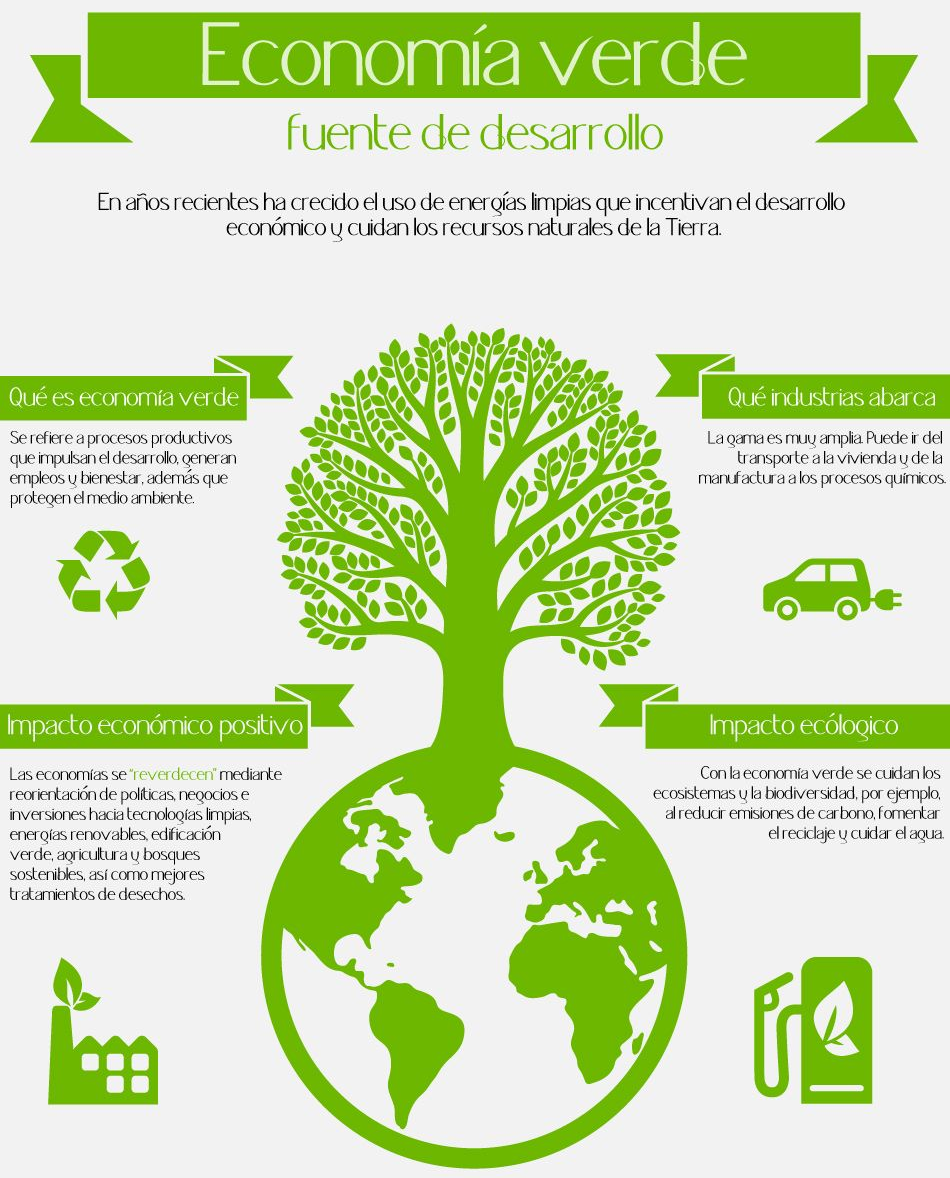 Economía verde
fuente de desarrollo
En años recientes ha crecido el uso de energías limpias que incentivan el desarrollo
económico y cuidan los recursos naturales de la Tierra.
Qué es economía verde
Se refiere a procesos productivos
que impulsan el desarrollo, generan
empleos y bienestar, además que
protegen el medio ambiente.
Qué industrias abarca
La gama es muy amplia. Puede ir del
transporte a la vivienda y de la
manufactura a los procesos químicos.
Impacto económico positivo
Las economías se "reverdecen" mediante
reorientación de políticas, negocios e
inversiones hacia tecnologías limpias,
energías renovables, edificación
verde, agricultura y bosques
sostenibles, así como mejores
tratamientos de desechos.
Impacto ecólogico
Con la economía verde se cuidan los
ecosistemas y la biodiversidad, por ejemplo,
al reducir emisiones de carbono, fomentar
el reciclaje y cuidar el agua.